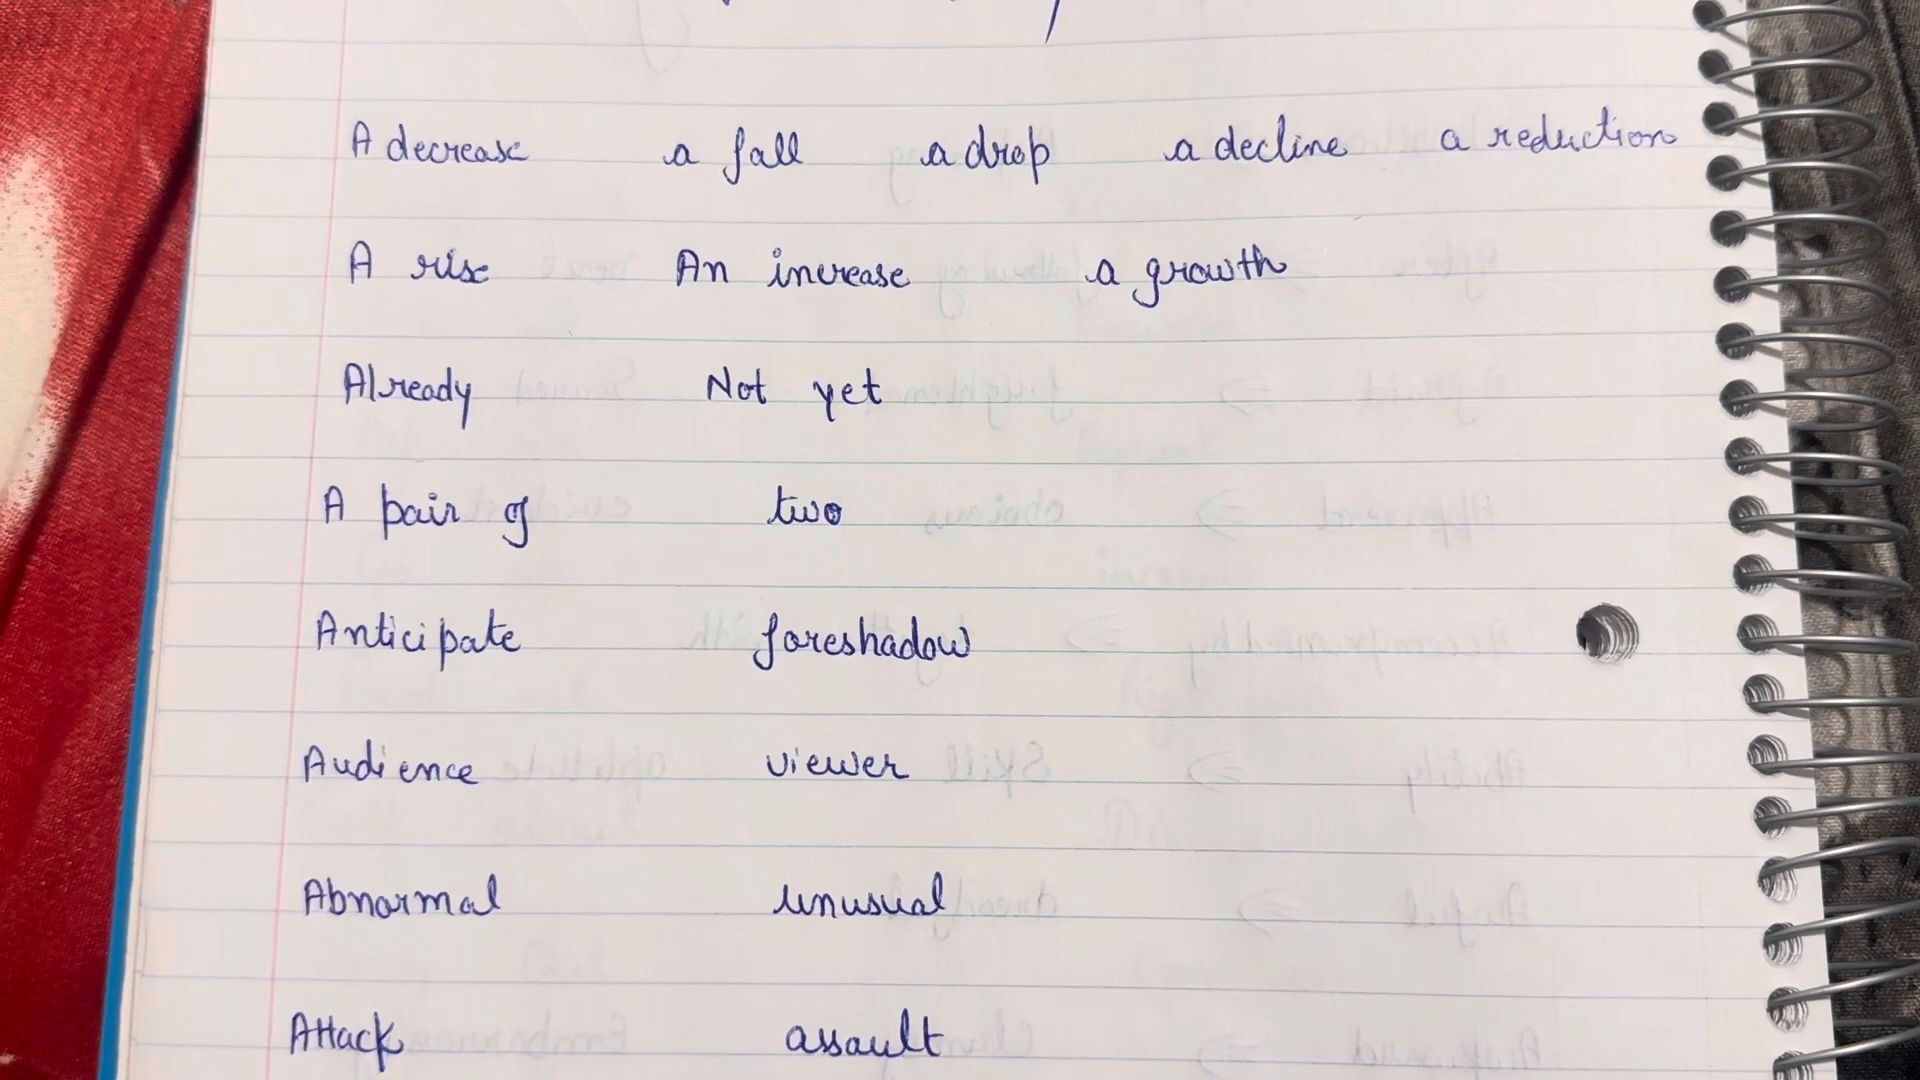 A decrease a fall a drop a decline a reduction
A rise An increase a growth
Already Not yet
A pair of two
Anticipate foreshadow
Audience viewer
Abnormal unusual
Attack assault